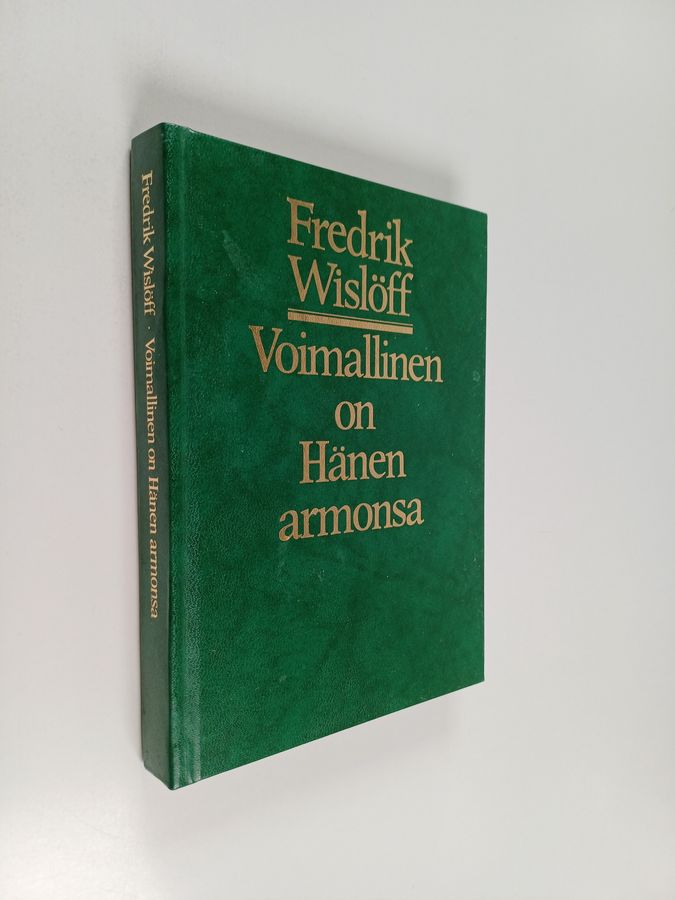 Fredrik Wislöff · Voimallinen on Hänen armonsa
Fredrik
Wislöff
Voimallinen
on
Hänen
armonsa